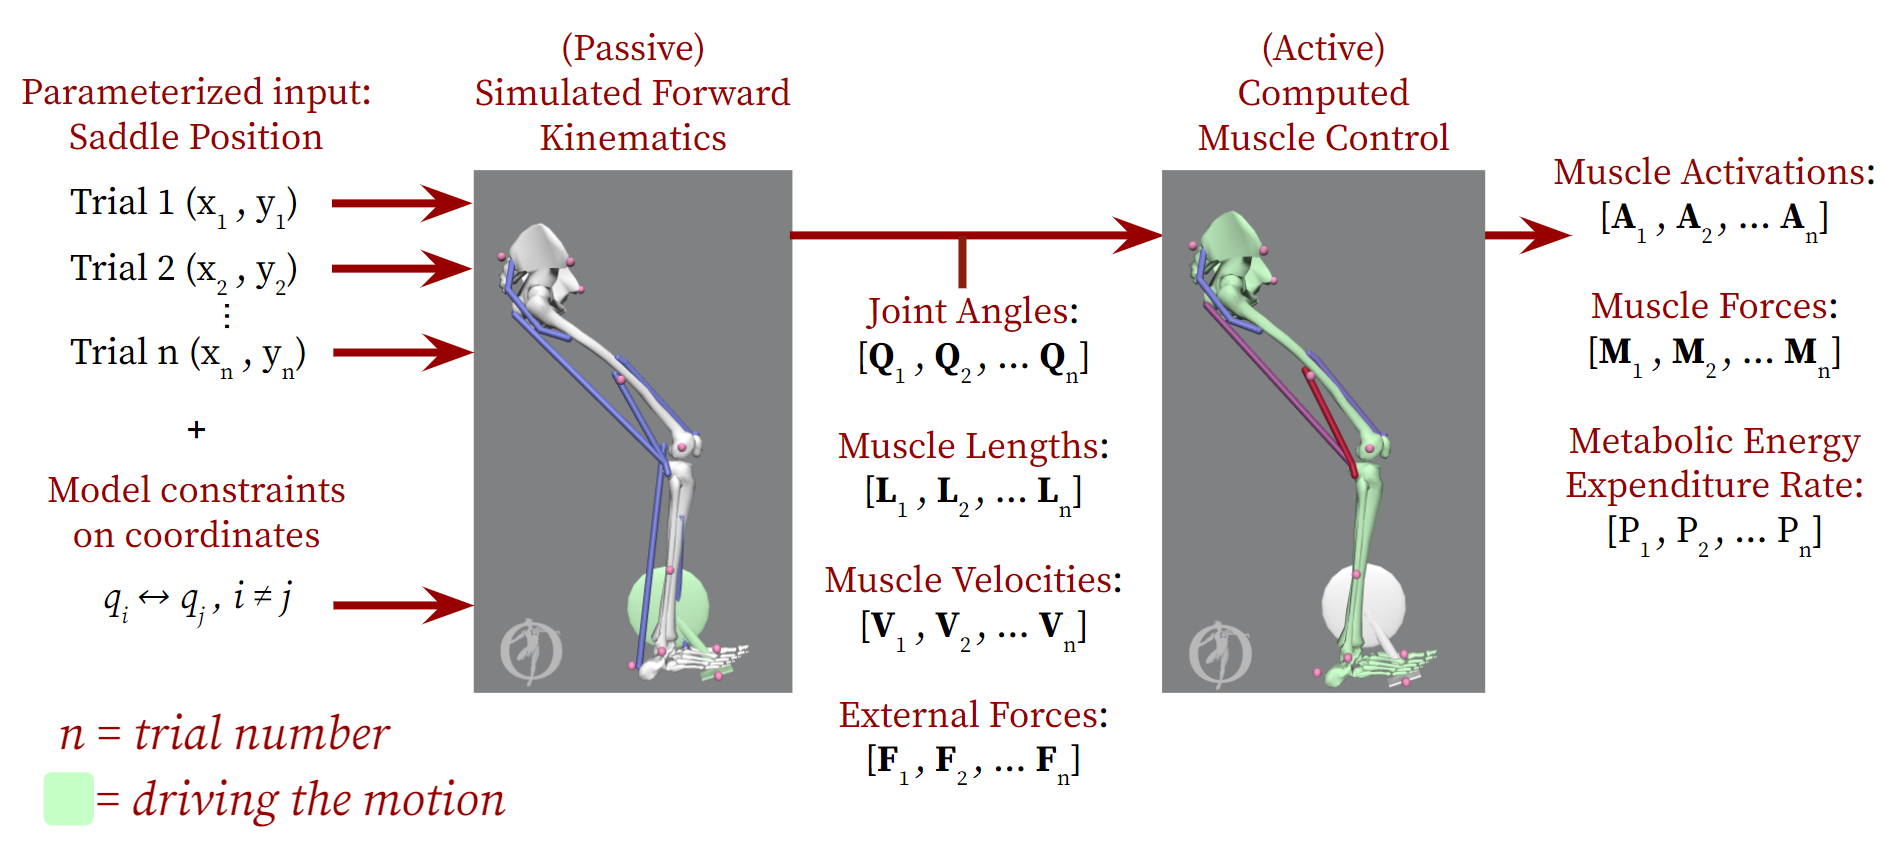 Parameterized input:
Saddle Position
Trial 1 (x₁ , y₁)
Trial 2 (x₂ , y₂)
⋮
Trial n (xₙ , yₙ)
+
Model constraints
on coordinates
qᵢ ↔ qⱼ , i ≠ j
n = trial number
= driving the motion
(Passive)
Simulated Forward
Kinematics
Joint Angles:
[Q₁ , Q₂ , ... Qₙ]
Muscle Lengths:
[L₁ , L₂ , ... Lₙ]
Muscle Velocities:
[V₁ , V₂ , ... Vₙ]
External Forces:
[F₁ , F₂ , ... Fₙ]
(Active)
Computed
Muscle Control
Muscle Activations:
[A₁ , A₂ , ... Aₙ]
Muscle Forces:
[M₁ , M₂ , ... Mₙ]
Metabolic Energy
Expenditure Rate:
[P₁ , P₂ , ... Pₙ]